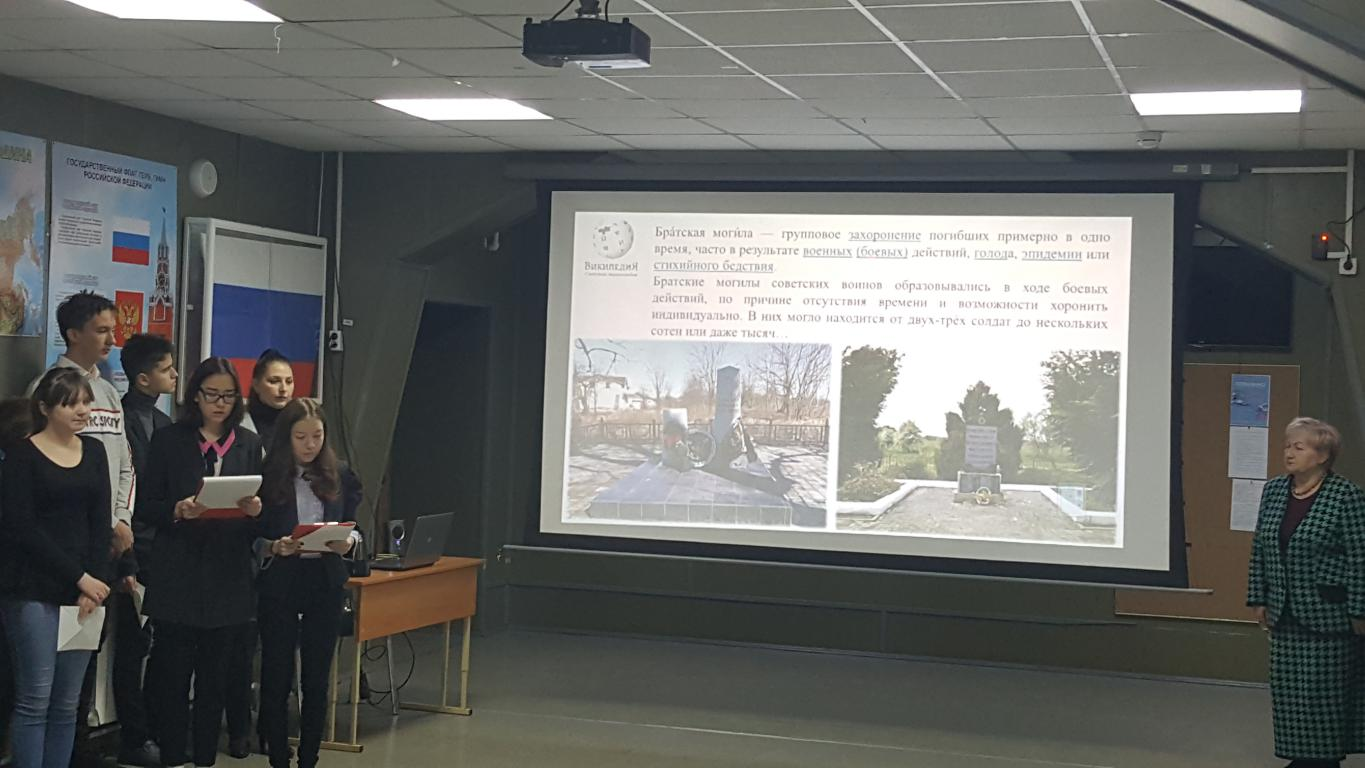 ГОСУДАРСТВЕННЫЙ ФЛАГ, ГЕРБ, ГИМН
РОССИЙСКОЙ ФЕДЕРАЦИИ
ВикипедиЯ
Бра́тская моги́ла — групповое захоронение погибших примерно в одно
время, часто в результате военных (боевых) действий, голода, эпидемии или
стихийного бедствия.
Братские могилы советских воинов образовывались в ходе боевых
действий, по причине отсутствия времени и возможности хоронить
индивидуально. В них могло находится от двух-трёх солдат до нескольких
сотен или даже тысяч…